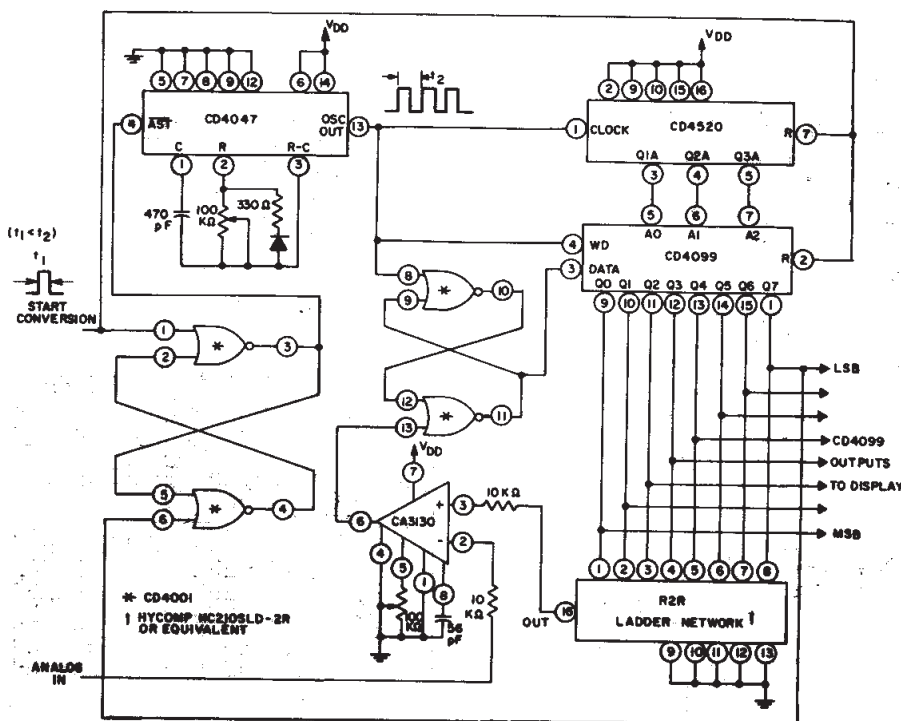 VDD
5 7 8 9 12 6 14
t2
4 AST CD4047 OSC OUT 13
C R R-C
1 2 3
470 pF
100 KΩ
330Ω
VDD
2 9 10 15 16
1 CLOCK CD4520 R 7
Q1A Q2A Q3A
3 4 5
5 6 7
A0 A1 A2
4 WD CD4099 R 2
3 DATA
Q0 Q1 Q2 Q3 Q4 Q5 Q6 Q7
9 10 11 12 13 14 15 1
(t1<t2)
t1
START CONVERSION
1
2
* 3
8
9
* 10
12
13
* 11
5
6
* 4
LSB
CD4099
OUTPUTS
TO DISPLAY
MSB
VDD
7
6 CA3130 + 3 10KΩ
- 2
4 5 1 8
100 KΩ
56 pF
10 KΩ
1 2 3 4 5 6 7 8
OUT 16 R2R
LADDER NETWORK †
9 10 11 12 13
* CD4001
† HYCOMP HC210SLD-2R
OR EQUIVALENT
ANALOG IN